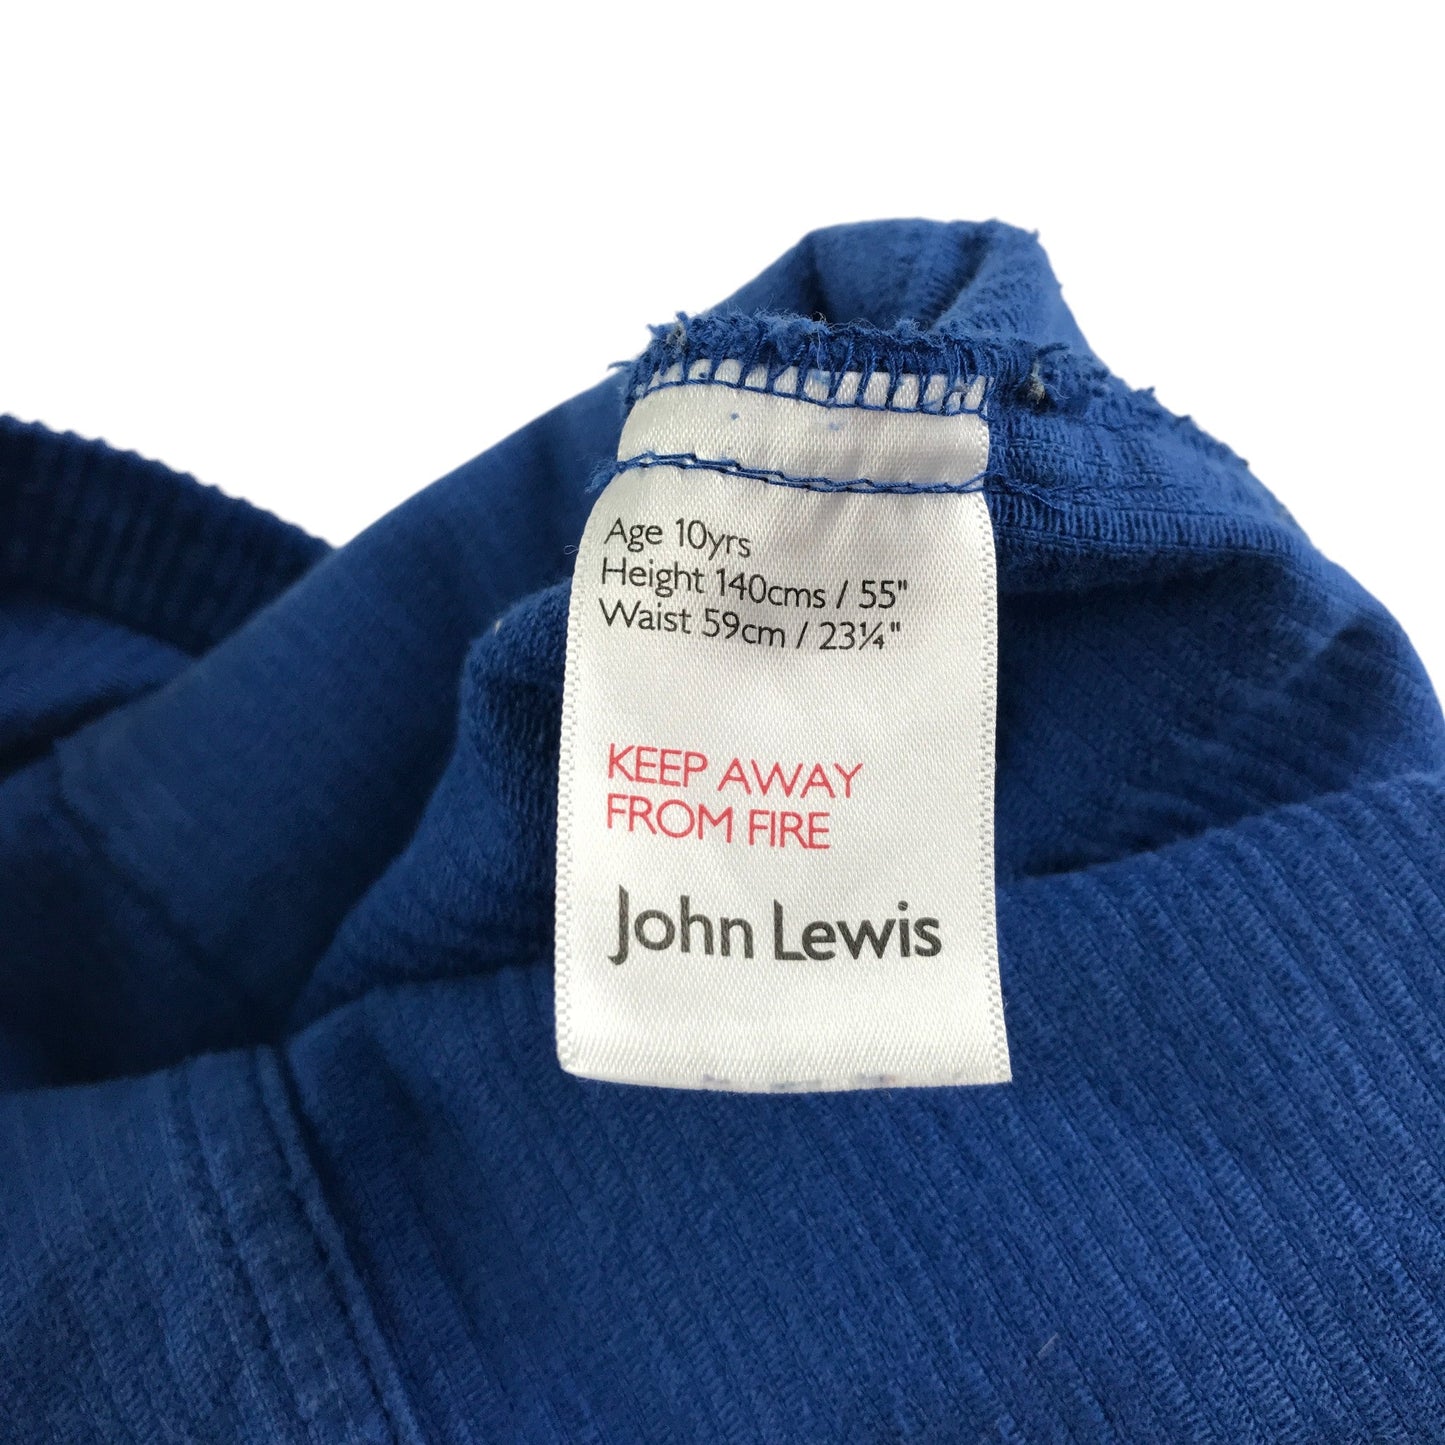 Age 10yrs
Height 140cms / 55"
Waist 59cm / 23¼"
KEEP AWAY
FROM FIRE
John Lewis